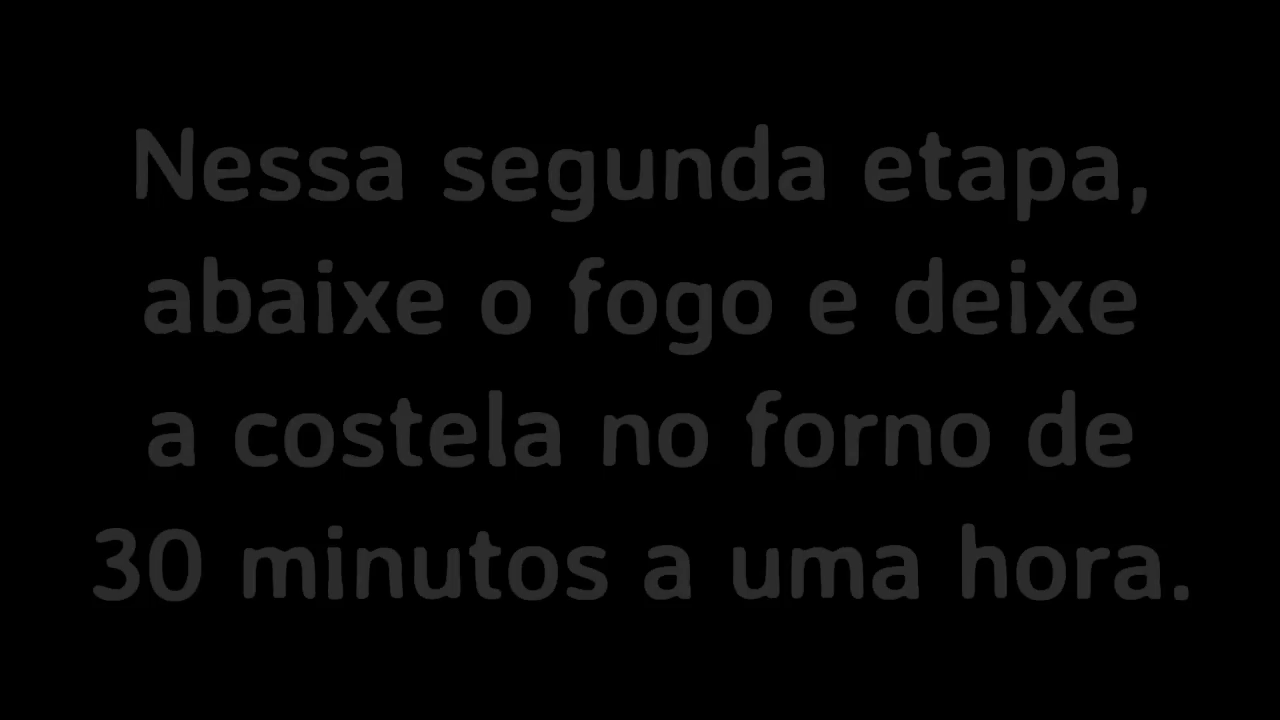 Nessa segunda etapa,
abaixe o fogo e deixe
a costela no forno de
30 minutos a uma hora.